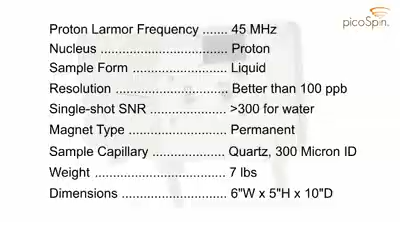 picoSpin
Proton Larmor Frequency ....... 45 MHz
Nucleus ................................. Proton
Sample Form ........................ Liquid
Resolution ............................. Better than 100 ppb
Single-shot SNR .................... >300 for water
Magnet Type .......................... Permanent
Sample Capillary ................... Quartz, 300 Micron ID
Weight ................................... 7 lbs
Dimensions ............................ 6"W x 5"H x 10"D